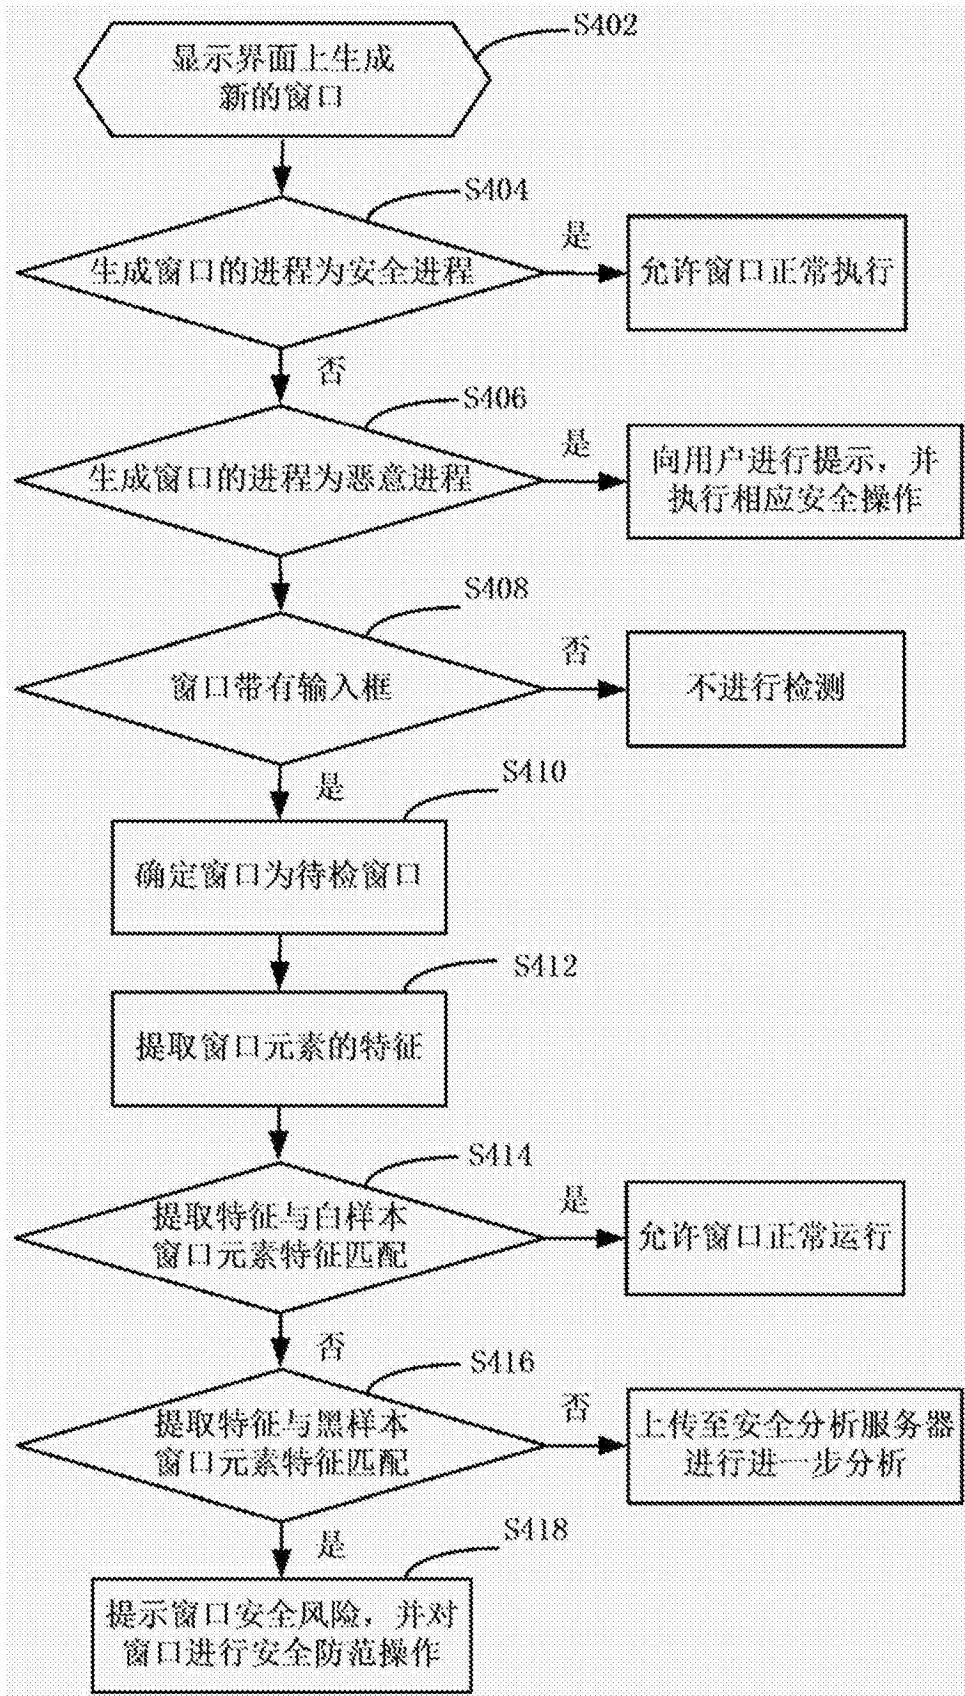 S402
显示界面上生成
新的窗口
S404
生成窗口的进程为安全进程
是
允许窗口正常执行
否
S406
生成窗口的进程为恶意进程
是
向用户进行提示，并
执行相应安全操作
S408
窗口带有输入框
否
不进行检测
是
S410
确定窗口为待检窗口
S412
提取窗口元素的特征
S414
提取特征与白样本
窗口元素特征匹配
是
允许窗口正常运行
否
S416
提取特征与黑样本
窗口元素特征匹配
否
上传至安全分析服务器
进行进一步分析
是
S418
提示窗口安全风险，并对
窗口进行安全防范操作